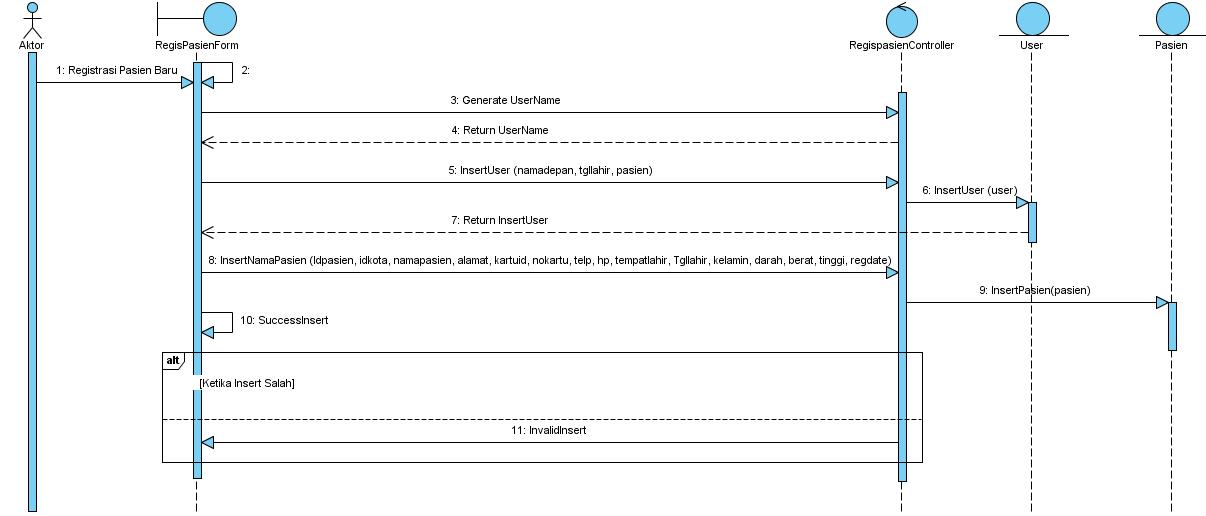 Aktor
RegisPasienForm
RegispasienController
User
Pasien
1: Registrasi Pasien Baru
2:
3: Generate UserName
4: Return UserName
5: InsertUser (namadepan, tgllahir, pasien)
6: InsertUser (user)
7: Return InsertUser
8: InsertNamaPasien (Idpasien, idkota, namapasien, alamat, kartuid, nokartu, telp, hp, tempatlahir, Tgllahir, kelamin, darah, berat, tinggi, regdate)
9: InsertPasien(pasien)
10: SuccessInsert
alt
[Ketika Insert Salah]
11: InvalidInsert